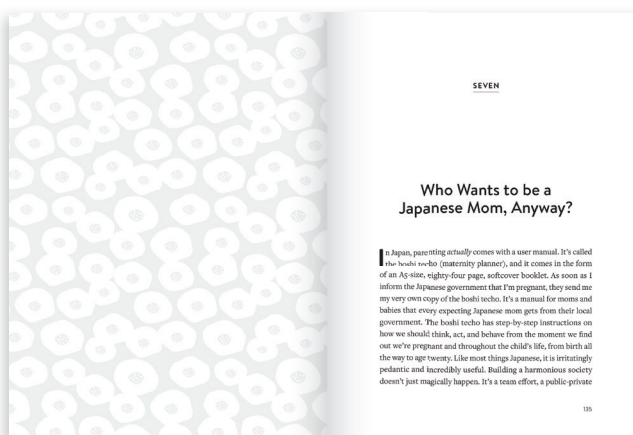 SEVEN
Who Wants to be a
Japanese Mom, Anyway?
In Japan, parenting actually comes with a user manual. It's called
the boshi techo (maternity planner), and it comes in the form
of an A5-size, eighty-four page, softcover booklet. As soon as I
inform the Japanese government that I'm pregnant, they send me
my very own copy of the boshi techo. It's a manual for moms and
babies that every expecting Japanese mom gets from their local
government. The boshi techo has step-by-step instructions on
how we should think, act, and behave from the moment we find
out we're pregnant and throughout the child's life, from birth all
the way to age twenty. Like most things Japanese, it is irritatingly
pedantic and incredibly useful. Building a harmonious society
doesn't just magically happen. It's a team effort, a public-private
135